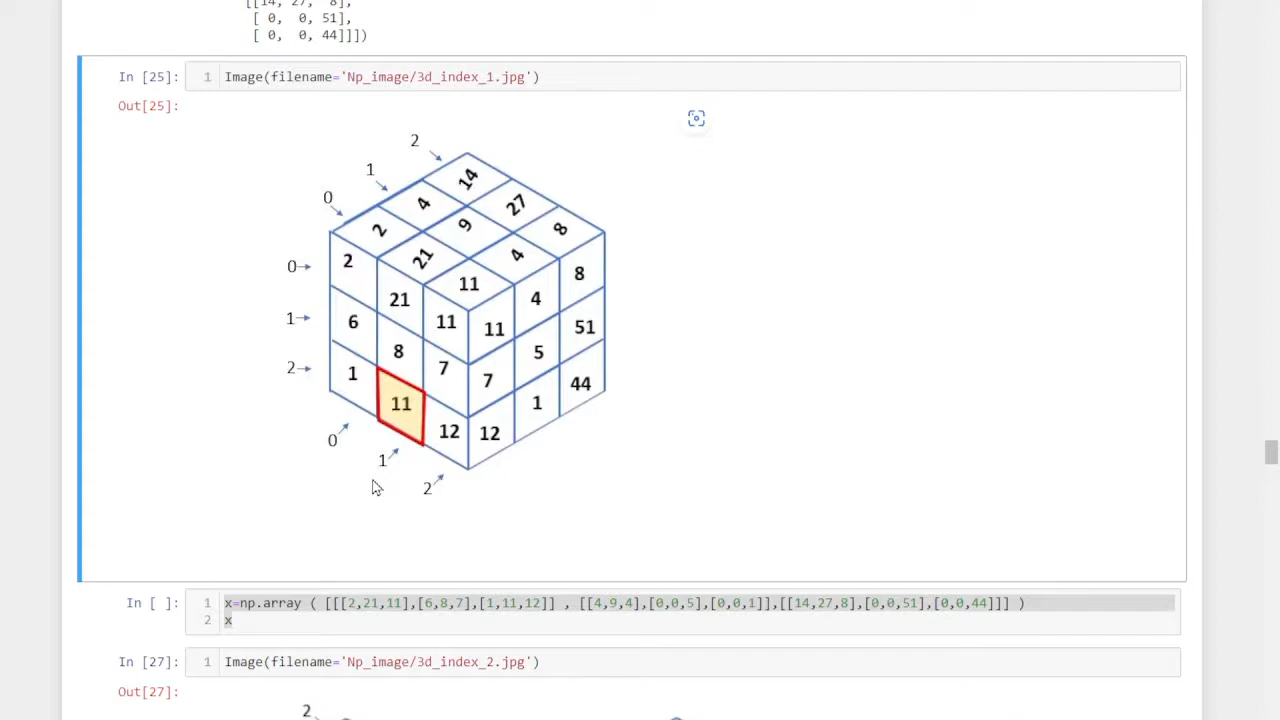 [[14, 27, 8],
[ 0, 0, 51],
[ 0, 0, 44]]])
In [25]: 1 Image(filename='Np_image/3d_index_1.jpg')
Out[25]:
2
1
0
14
4 27
2 9 8
21 4
11
0 2 21 11 11 4 8
1 6 8 7 7 5 51
2 1 11 12 12 1 44
0
1
2
In [ ]: 1 x=np.array ( [[[2,21,11],[6,8,7],[1,11,12]] , [[4,9,4],[0,0,5],[0,0,1]],[[14,27,8],[0,0,51],[0,0,44]]] )
2 x
In [27]: 1 Image(filename='Np_image/3d_index_2.jpg')
Out[27]:
2